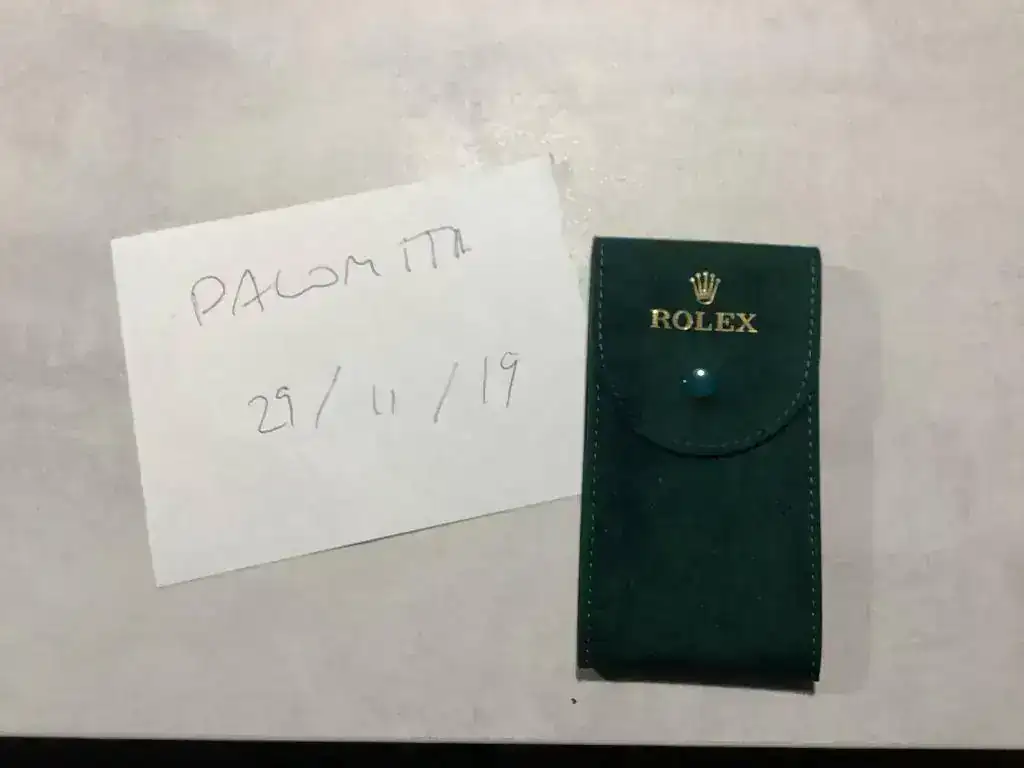 PALOMITA
29/11/19
ROLEX